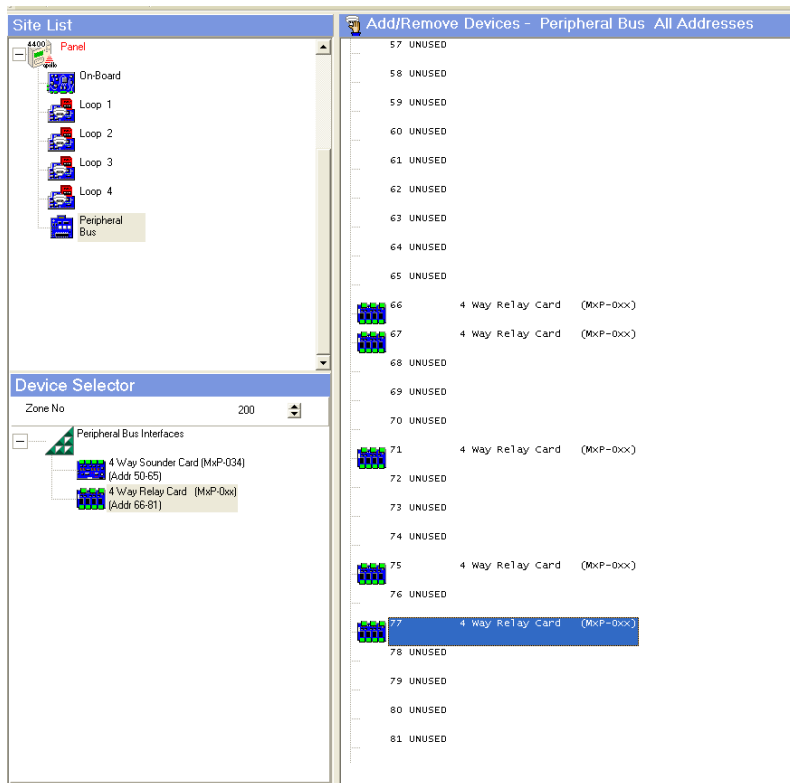 Site List
4400
Panel
apollo
On-Board
Loop 1
Loop 2
Loop 3
Loop 4
Peripheral
Bus
Device Selector
Zone No 200
Peripheral Bus Interfaces
4 Way Sounder Card (MxP-034)
(Addr 50-65)
4 Way Relay Card (MxP-0xx)
(Addr 66-81)
Add/Remove Devices - Peripheral Bus All Addresses
57 UNUSED
58 UNUSED
59 UNUSED
60 UNUSED
61 UNUSED
62 UNUSED
63 UNUSED
64 UNUSED
65 UNUSED
66 4 Way Relay Card (MxP-0xx)
67 4 Way Relay Card (MxP-0xx)
68 UNUSED
69 UNUSED
70 UNUSED
71 4 Way Relay Card (MxP-0xx)
72 UNUSED
73 UNUSED
74 UNUSED
75 4 Way Relay Card (MxP-0xx)
76 UNUSED
77 4 Way Relay Card (MxP-0xx)
78 UNUSED
79 UNUSED
80 UNUSED
81 UNUSED